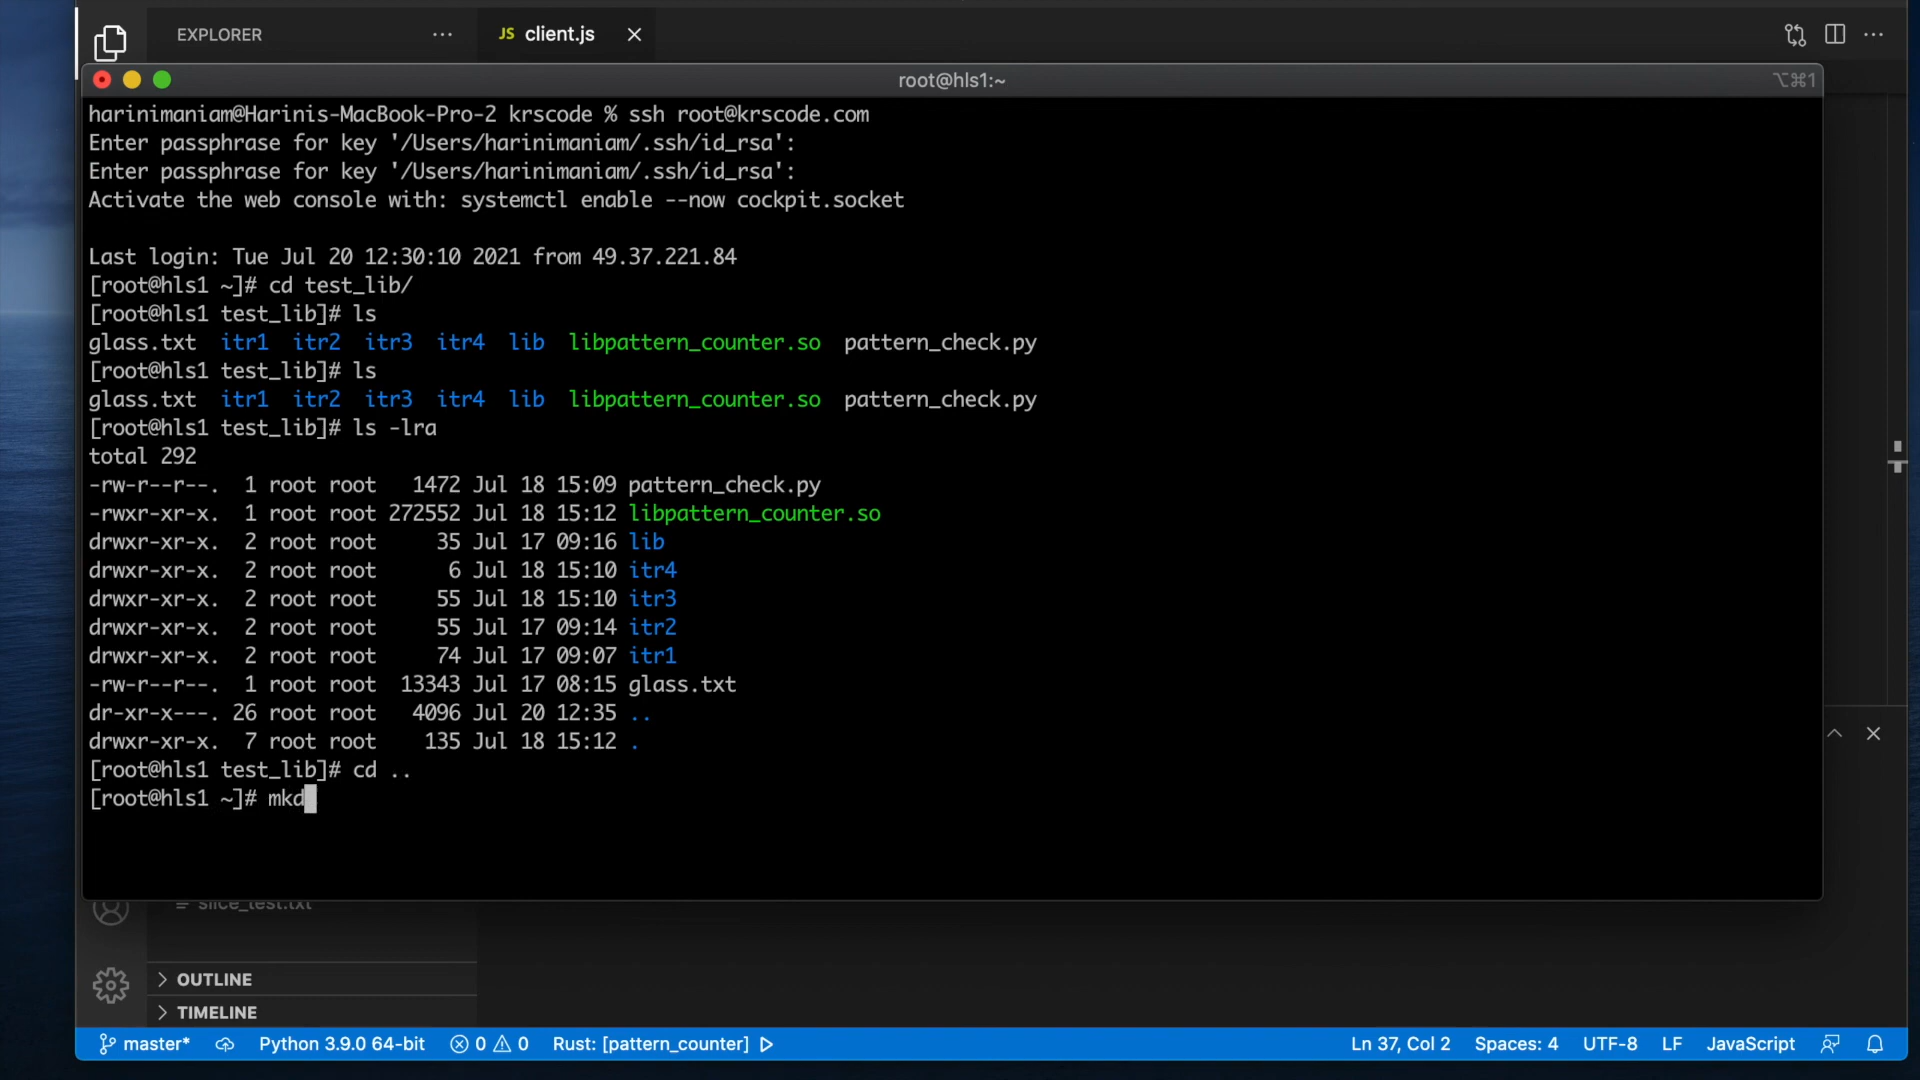 EXPLORER ··· JS client.js ×
root@hls1:~ ⌥⌘1
harinimaniam@Harinis-MacBook-Pro-2 krscode % ssh root@krscode.com
Enter passphrase for key '/Users/harinimaniam/.ssh/id_rsa':
Enter passphrase for key '/Users/harinimaniam/.ssh/id_rsa':
Activate the web console with: systemctl enable --now cockpit.socket
Last login: Tue Jul 20 12:30:10 2021 from 49.37.221.84
[root@hls1 ~]# cd test_lib/
[root@hls1 test_lib]# ls
glass.txt itr1 itr2 itr3 itr4 lib libpattern_counter.so pattern_check.py
[root@hls1 test_lib]# ls
glass.txt itr1 itr2 itr3 itr4 lib libpattern_counter.so pattern_check.py
[root@hls1 test_lib]# ls -lra
total 292
-rw-r--r--. 1 root root 1472 Jul 18 15:09 pattern_check.py
-rwxr-xr-x. 1 root root 272552 Jul 18 15:12 libpattern_counter.so
drwxr-xr-x. 2 root root 35 Jul 17 09:16 lib
drwxr-xr-x. 2 root root 6 Jul 18 15:10 itr4
drwxr-xr-x. 2 root root 55 Jul 18 15:10 itr3
drwxr-xr-x. 2 root root 55 Jul 17 09:14 itr2
drwxr-xr-x. 2 root root 74 Jul 17 09:07 itr1
-rw-r--r--. 1 root root 13343 Jul 17 08:15 glass.txt
dr-xr-x---. 26 root root 4096 Jul 20 12:35 ..
drwxr-xr-x. 7 root root 135 Jul 18 15:12 .
[root@hls1 test_lib]# cd ..
[root@hls1 ~]# mkd
slice_test.txt
OUTLINE
TIMELINE
master* Python 3.9.0 64-bit 0 0 Rust: [pattern_counter] Ln 37, Col 2 Spaces: 4 UTF-8 LF JavaScript